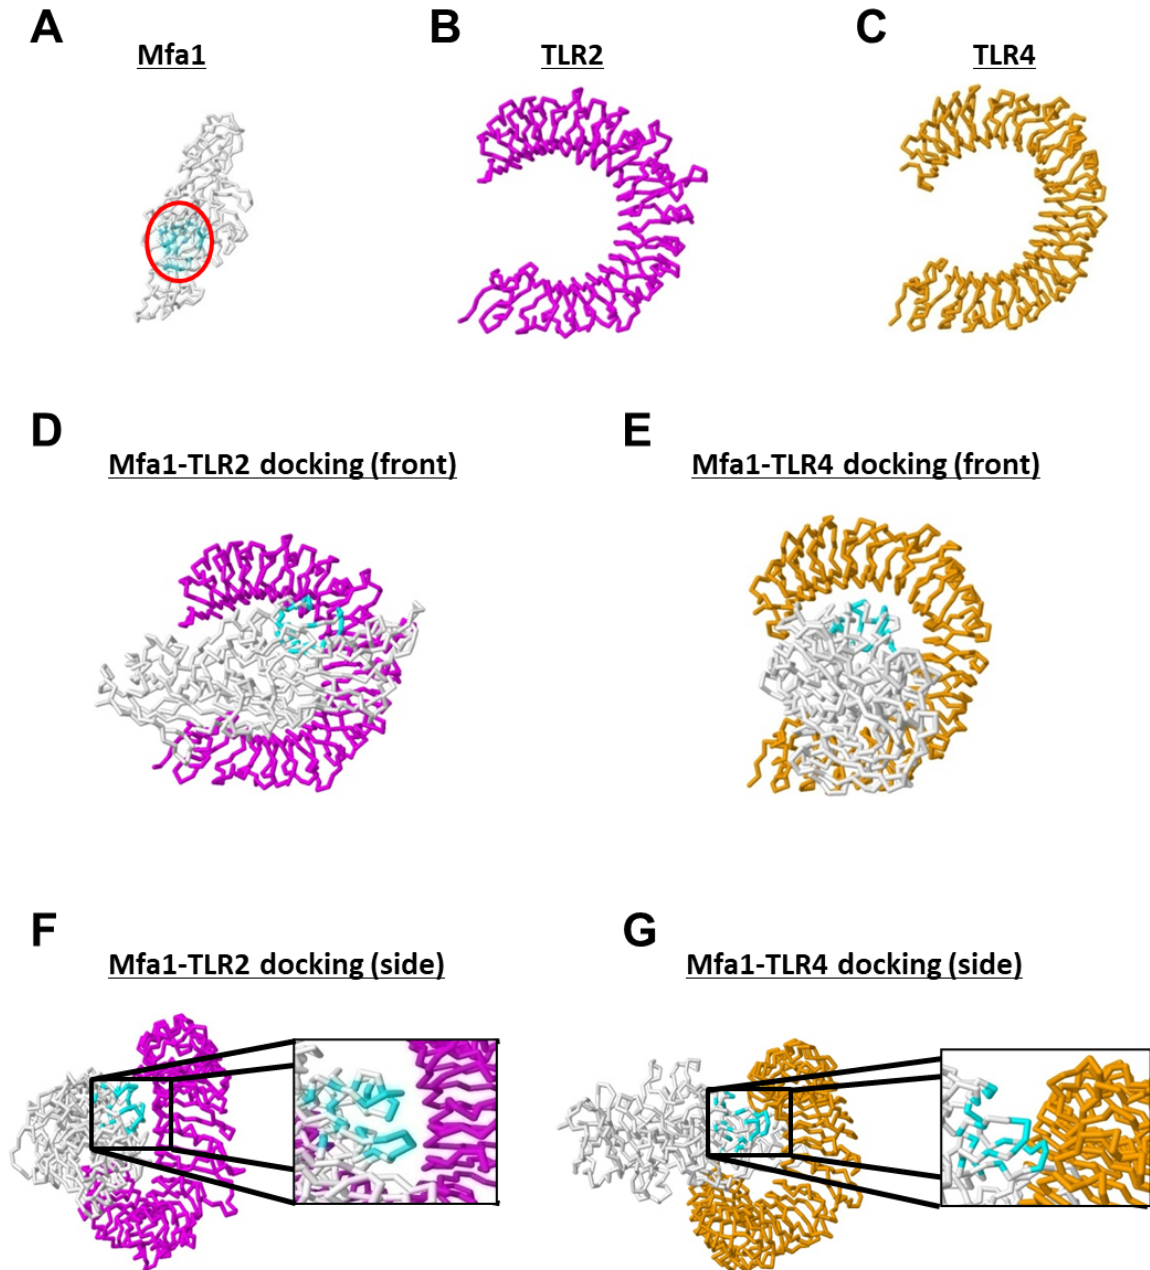 A
Mfa1
B
TLR2
C
TLR4
D
Mfa1-TLR2 docking (front)
E
Mfa1-TLR4 docking (front)
F
Mfa1-TLR2 docking (side)
G
Mfa1-TLR4 docking (side)